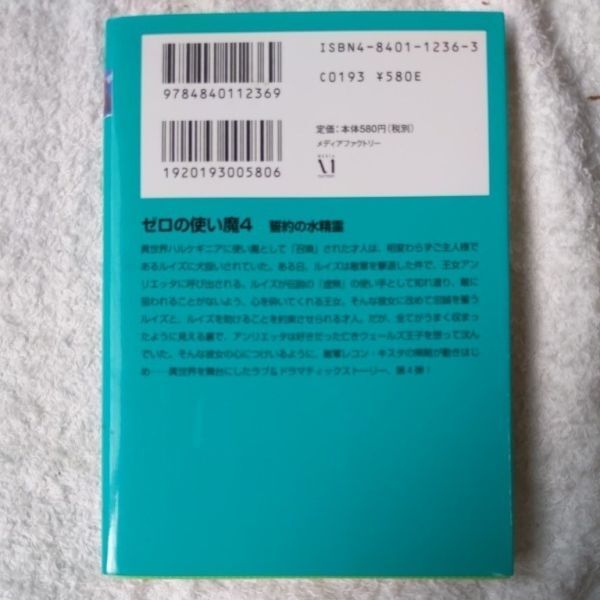 ISBN4-8401-1236-3
C0193 ¥580E
9784840112369
定価:本体580円(税別)
メディアファクトリー
1920193005806
ゼロの使い魔4 誓約の水精霊
異世界ハルケギニアに使い魔として「召喚」された才人は、相変わらずご主人様で
あるルイズに犬扱いされていた。ある日、ルイズは敵軍を撃退した件で、王女アン
リエッタに呼び出される。ルイズが伝説の「虚無」の使い手として知れ渡り、敵に
狙われることがないよう、心を砕いてくれる王女。そんな彼女に改めて忠誠を誓う
ルイズと、ルイズを助けることを約束させられる才人。だが、全てがうまく収まっ
たように見える裏で、アンリエッタは好きだった亡きウェールズ王子を想って沈ん
でいた。そんな彼女の心につけいるように、敵軍レコン・キスタの策略が動きはじ
め──異世界を舞台にしたラブ&ドラマティックストーリー、第4弾!